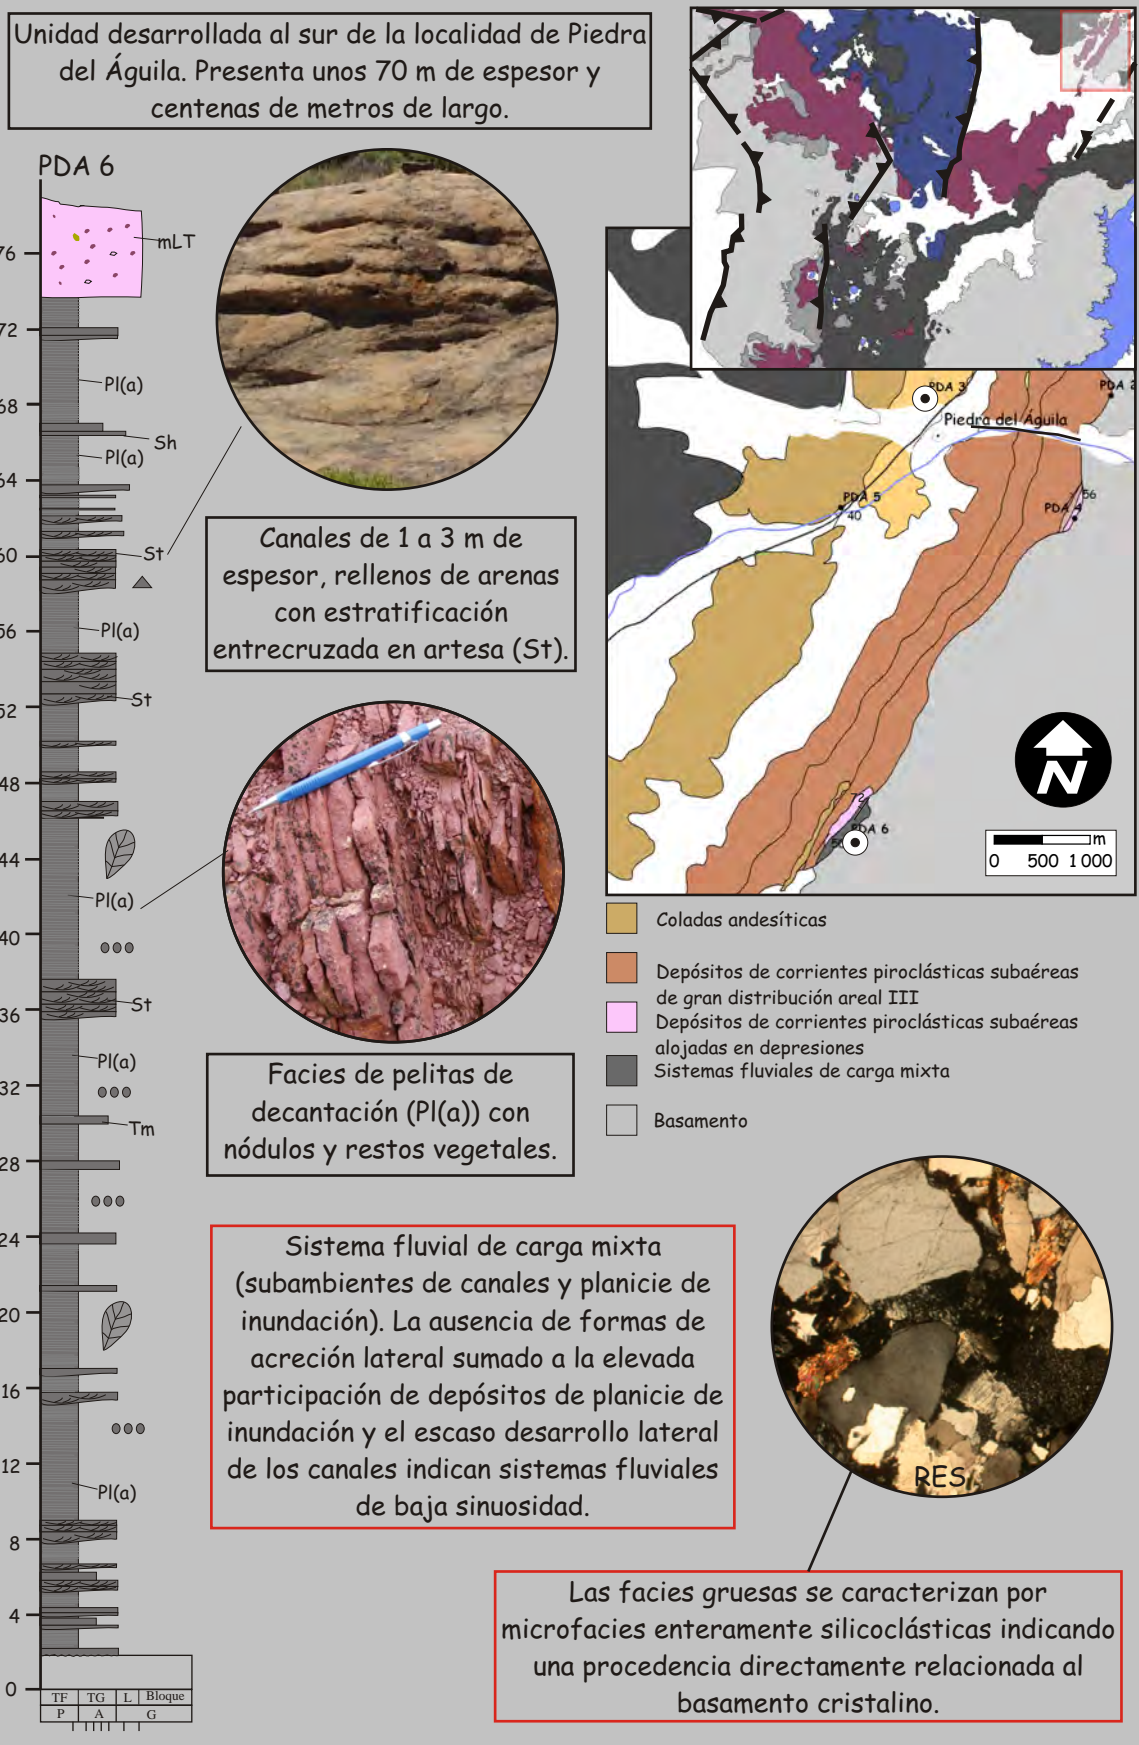 Unidad desarrollada al sur de la localidad de Piedra
del Águila. Presenta unos 70 m de espesor y
centenas de metros de largo.
PDA 6
76
mLT
72
Pl(a)
68
Sh
Pl(a)
64
60
St
56
Pl(a)
52
St
48
44
Pl(a)
40
36
St
Pl(a)
32
Tm
28
24
20
16
12
Pl(a)
8
4
0
TF TG L Bloque
P A G
Canales de 1 a 3 m de
espesor, rellenos de arenas
con estratificación
entrecruzada en artesa (St).
Facies de pelitas de
decantación (Pl(a)) con
nódulos y restos vegetales.
Sistema fluvial de carga mixta
(subambientes de canales y planicie de
inundación). La ausencia de formas de
acreción lateral sumado a la elevada
participación de depósitos de planicie de
inundación y el escaso desarrollo lateral
de los canales indican sistemas fluviales
de baja sinuosidad.
PDA 3
PDA 2
Piedra del Águila
PDA 5
40
56
PDA 4
72
PDA 6
50
N
m
0 500 1 000
Coladas andesíticas
Depósitos de corrientes piroclásticas subaéreas
de gran distribución areal III
Depósitos de corrientes piroclásticas subaéreas
alojadas en depresiones
Sistemas fluviales de carga mixta
Basamento
RES
Las facies gruesas se caracterizan por
microfacies enteramente silicoclásticas indicando
una procedencia directamente relacionada al
basamento cristalino.